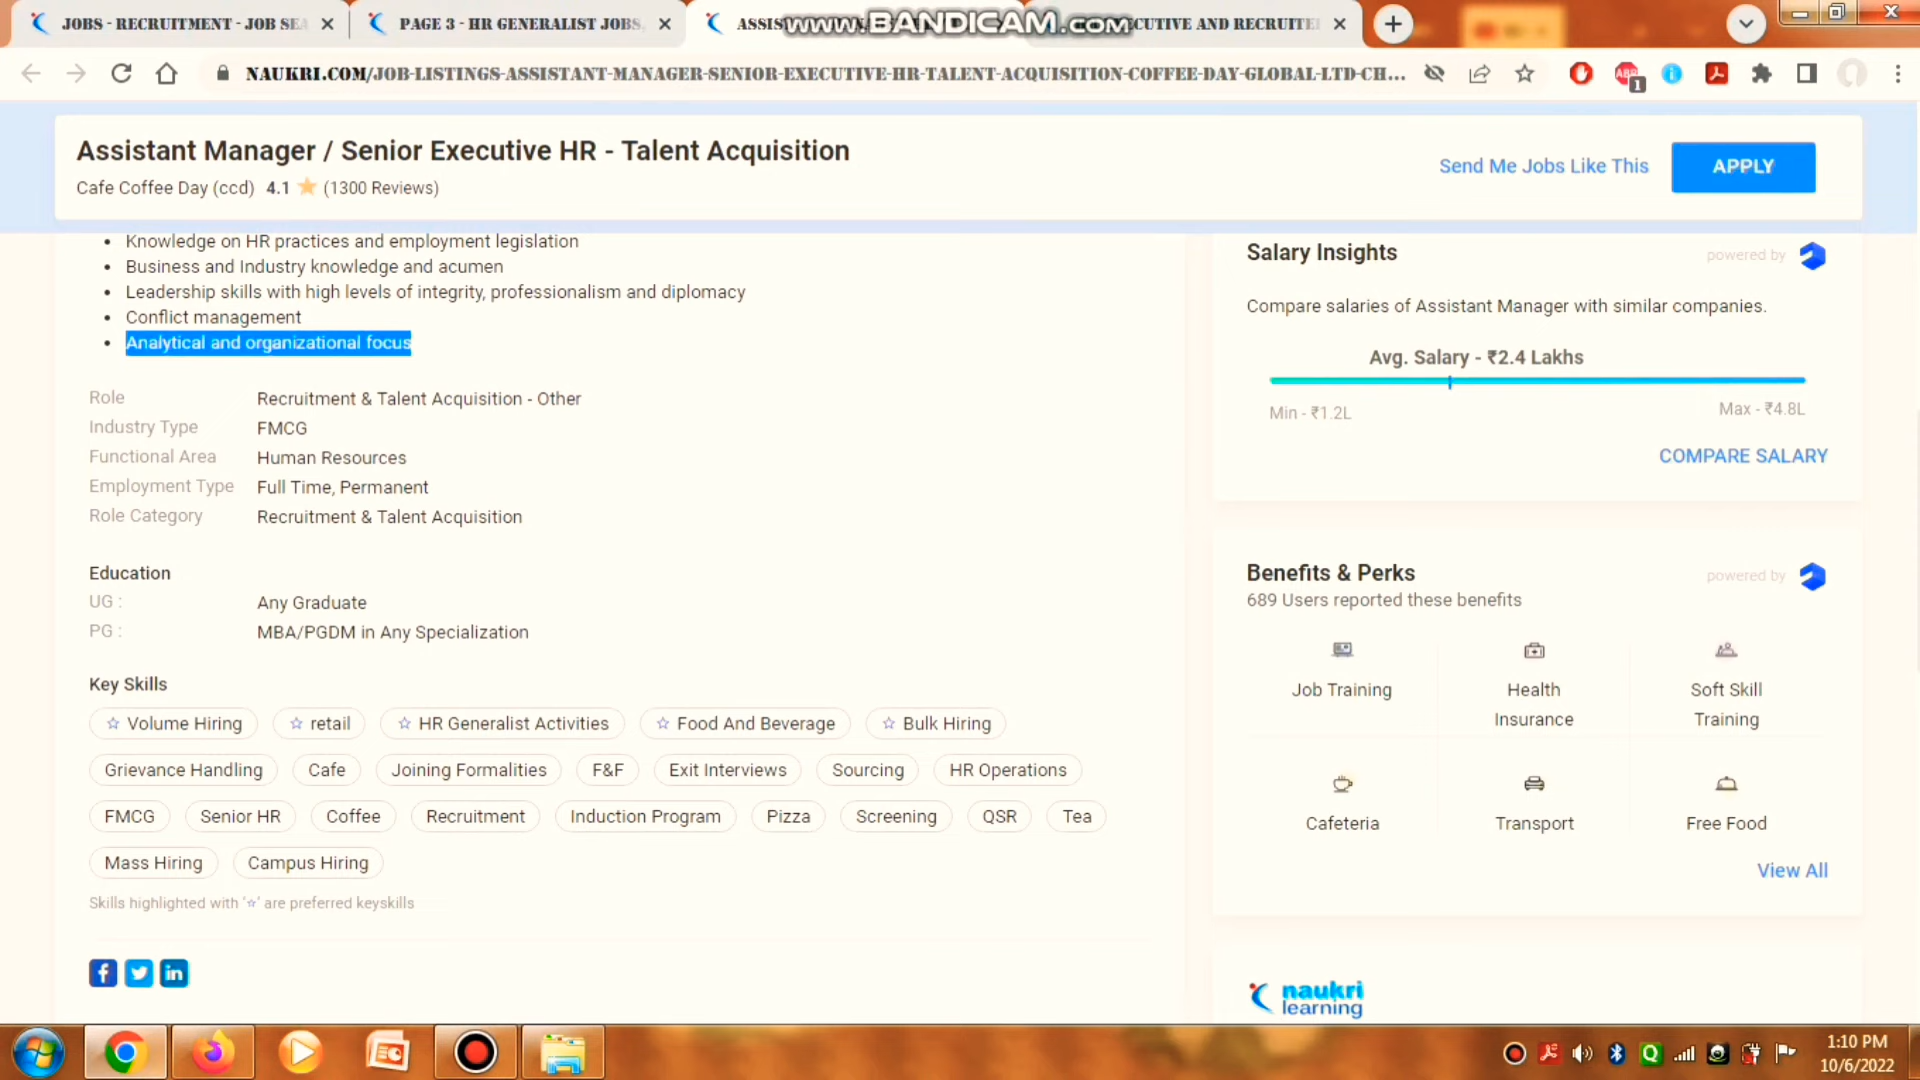 JOBS - RECRUITMENT - JOB SEA
PAGE 3 - HR GENERALIST JOBS,
ASSIS
www.BANDICAM.com
CUTIVE AND RECRUITE
NAUKRI.COM/JOB-LISTINGS-ASSISTANT-MANAGER-SENIOR-EXECUTIVE-HR-TALENT-ACQUISITION-COFFEE-DAY-GLOBAL-LTD-CH...
ABP
1
Assistant Manager / Senior Executive HR - Talent Acquisition
Cafe Coffee Day (ccd) 4.1 ★ (1300 Reviews)
Send Me Jobs Like This
APPLY
• Knowledge on HR practices and employment legislation
• Business and Industry knowledge and acumen
• Leadership skills with high levels of integrity, professionalism and diplomacy
• Conflict management
• Analytical and organizational focus
Role Recruitment & Talent Acquisition - Other
Industry Type FMCG
Functional Area Human Resources
Employment Type Full Time, Permanent
Role Category Recruitment & Talent Acquisition
Education
UG : Any Graduate
PG : MBA/PGDM in Any Specialization
Key Skills
☆ Volume Hiring ☆ retail ☆ HR Generalist Activities ☆ Food And Beverage ☆ Bulk Hiring
Grievance Handling Cafe Joining Formalities F&F Exit Interviews Sourcing HR Operations
FMCG Senior HR Coffee Recruitment Induction Program Pizza Screening QSR Tea
Mass Hiring Campus Hiring
Skills highlighted with '☆' are preferred keyskills
Salary Insights
powered by
Compare salaries of Assistant Manager with similar companies.
Avg. Salary - ₹2.4 Lakhs
Min - ₹1.2L
Max - ₹4.8L
COMPARE SALARY
Benefits & Perks
powered by
689 Users reported these benefits
Job Training
Health
Insurance
Soft Skill
Training
Cafeteria
Transport
Free Food
View All
naukri
learning
1:10 PM
10/6/2022